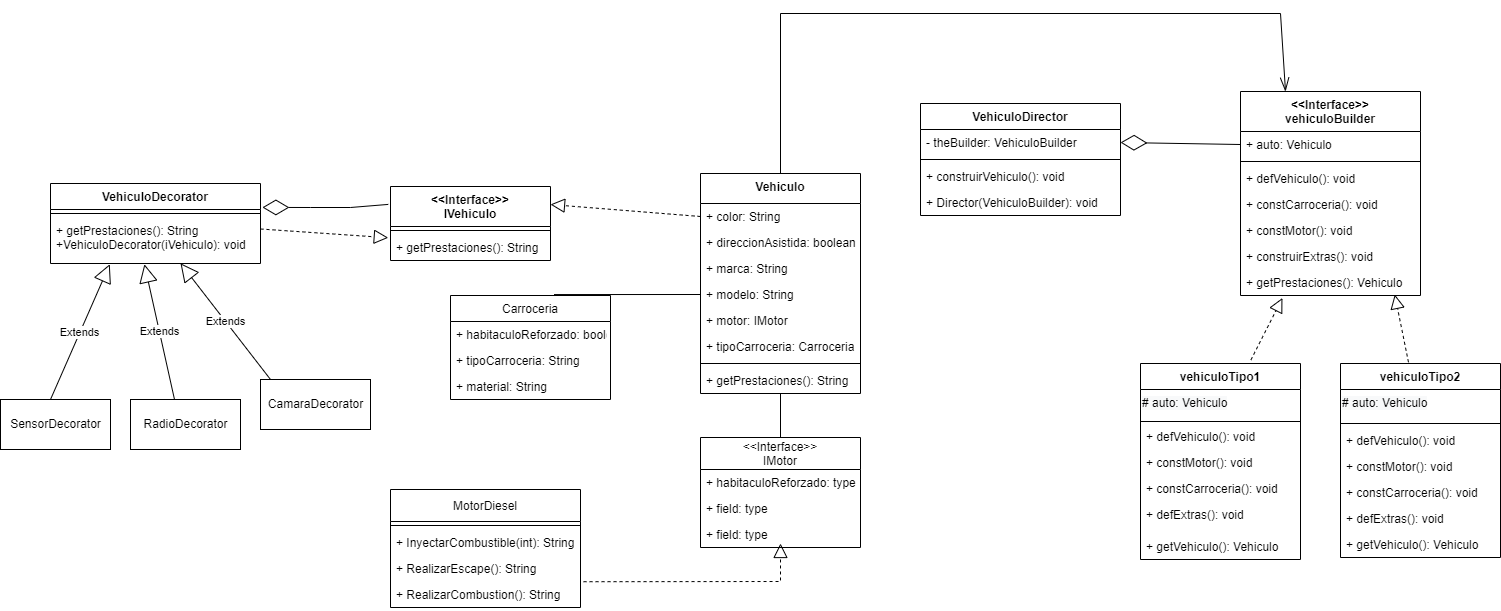 VehiculoDecorator
+ getPrestaciones(): String
+VehiculoDecorator(iVehiculo): void
Extends
Extends
Extends
SensorDecorator
RadioDecorator
CamaraDecorator
<<Interface>>
IVehiculo
+ getPrestaciones(): String
Carroceria
+ habitaculoReforzado: bool
+ tipoCarroceria: String
+ material: String
MotorDiesel
+ InyectarCombustible(int): String
+ RealizarEscape(): String
+ RealizarCombustion(): String
Vehiculo
+ color: String
+ direccionAsistida: boolean
+ marca: String
+ modelo: String
+ motor: IMotor
+ tipoCarroceria: Carroceria
+ getPrestaciones(): String
<<Interface>>
IMotor
+ habitaculoReforzado: type
+ field: type
+ field: type
VehiculoDirector
- theBuilder: VehiculoBuilder
+ construirVehiculo(): void
+ Director(VehiculoBuilder): void
<<Interface>>
vehiculoBuilder
+ auto: Vehiculo
+ defVehiculo(): void
+ constCarroceria(): void
+ constMotor(): void
+ construirExtras(): void
+ getPrestaciones(): Vehiculo
vehiculoTipo1
# auto: Vehiculo
+ defVehiculo(): void
+ constMotor(): void
+ constCarroceria(): void
+ defExtras(): void
+ getVehiculo(): Vehiculo
vehiculoTipo2
# auto: Vehiculo
+ defVehiculo(): void
+ constMotor(): void
+ constCarroceria(): void
+ defExtras(): void
+ getVehiculo(): Vehiculo